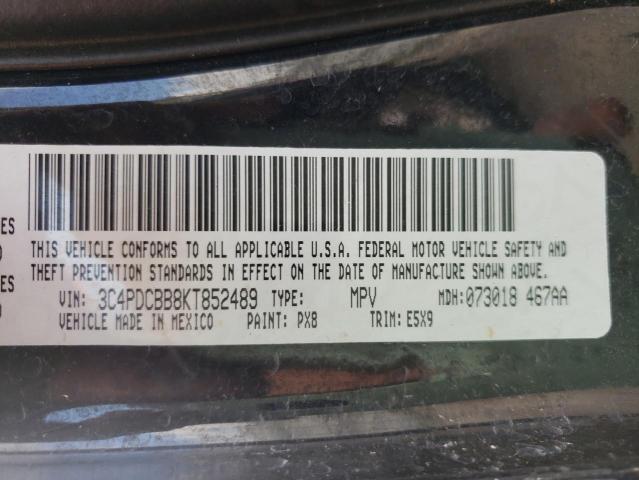 THIS VEHICLE CONFORMS TO ALL APPLICABLE U.S.A. FEDERAL MOTOR VEHICLE SAFETY AND
ES
THEFT PREVENTION STANDARDS IN EFFECT ON THE DATE OF MANUFACTURE SHOWN ABOVE.
ES
VIN: 3C4PDCBB8KT852489 TYPE: MPV MDH: 073018 467AA
VEHICLE MADE IN MEXICO PAINT: PX8 TRIM: E5X9